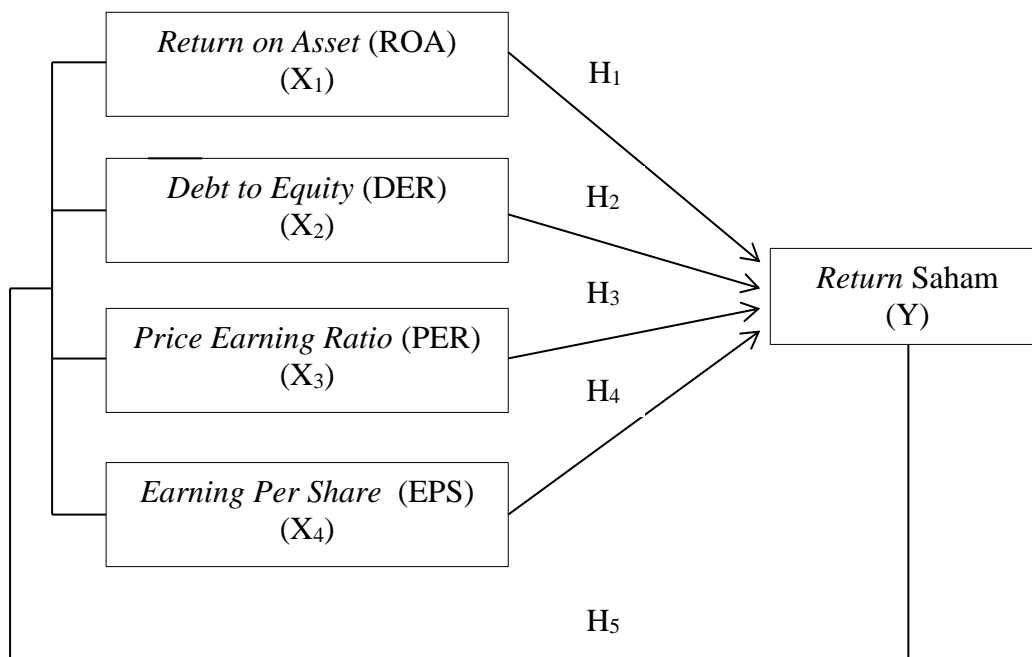 Return on Asset (ROA)
(X₁)
H₁
Debt to Equity (DER)
(X₂)
H₂
Return Saham
(Y)
H₃
Price Earning Ratio (PER)
(X₃)
H₄
Earning Per Share (EPS)
(X₄)
H₅